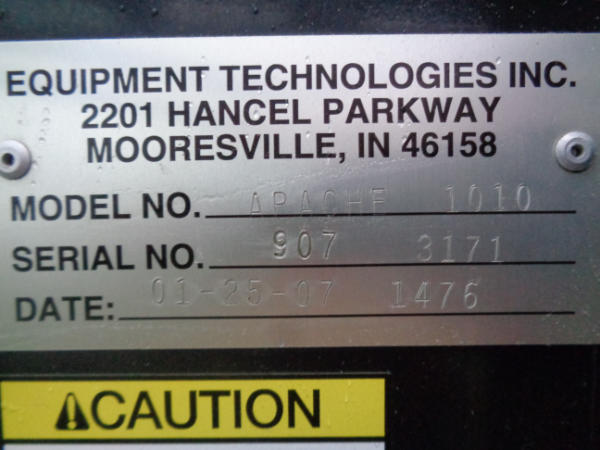 EQUIPMENT TECHNOLOGIES INC.
2201 HANCEL PARKWAY
MOORESVILLE, IN 46158
MODEL NO. APACHE 1010
SERIAL NO. 907 3171
DATE: 01-25-07 1476
⚠CAUTION